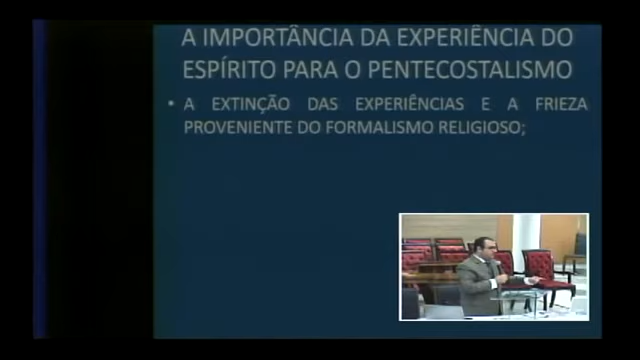 A IMPORTÂNCIA DA EXPERIÊNCIA DO
ESPÍRITO PARA O PENTECOSTALISMO
• A EXTINÇÃO DAS EXPERIÊNCIAS E A FRIEZA
PROVENIENTE DO FORMALISMO RELIGIOSO;